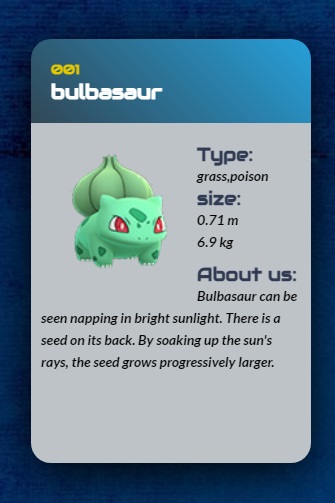 001
bulbasaur
Type:
grass,poison
size:
0.71 m
6.9 kg
About us:
Bulbasaur can be
seen napping in bright sunlight. There is a
seed on its back. By soaking up the sun's
rays, the seed grows progressively larger.